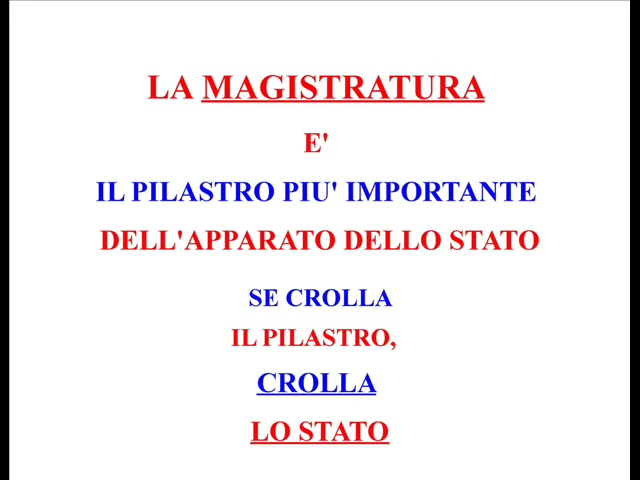 LA MAGISTRATURA
E'
IL PILASTRO PIU' IMPORTANTE
DELL'APPARATO DELLO STATO
SE CROLLA
IL PILASTRO,
CROLLA
LO STATO